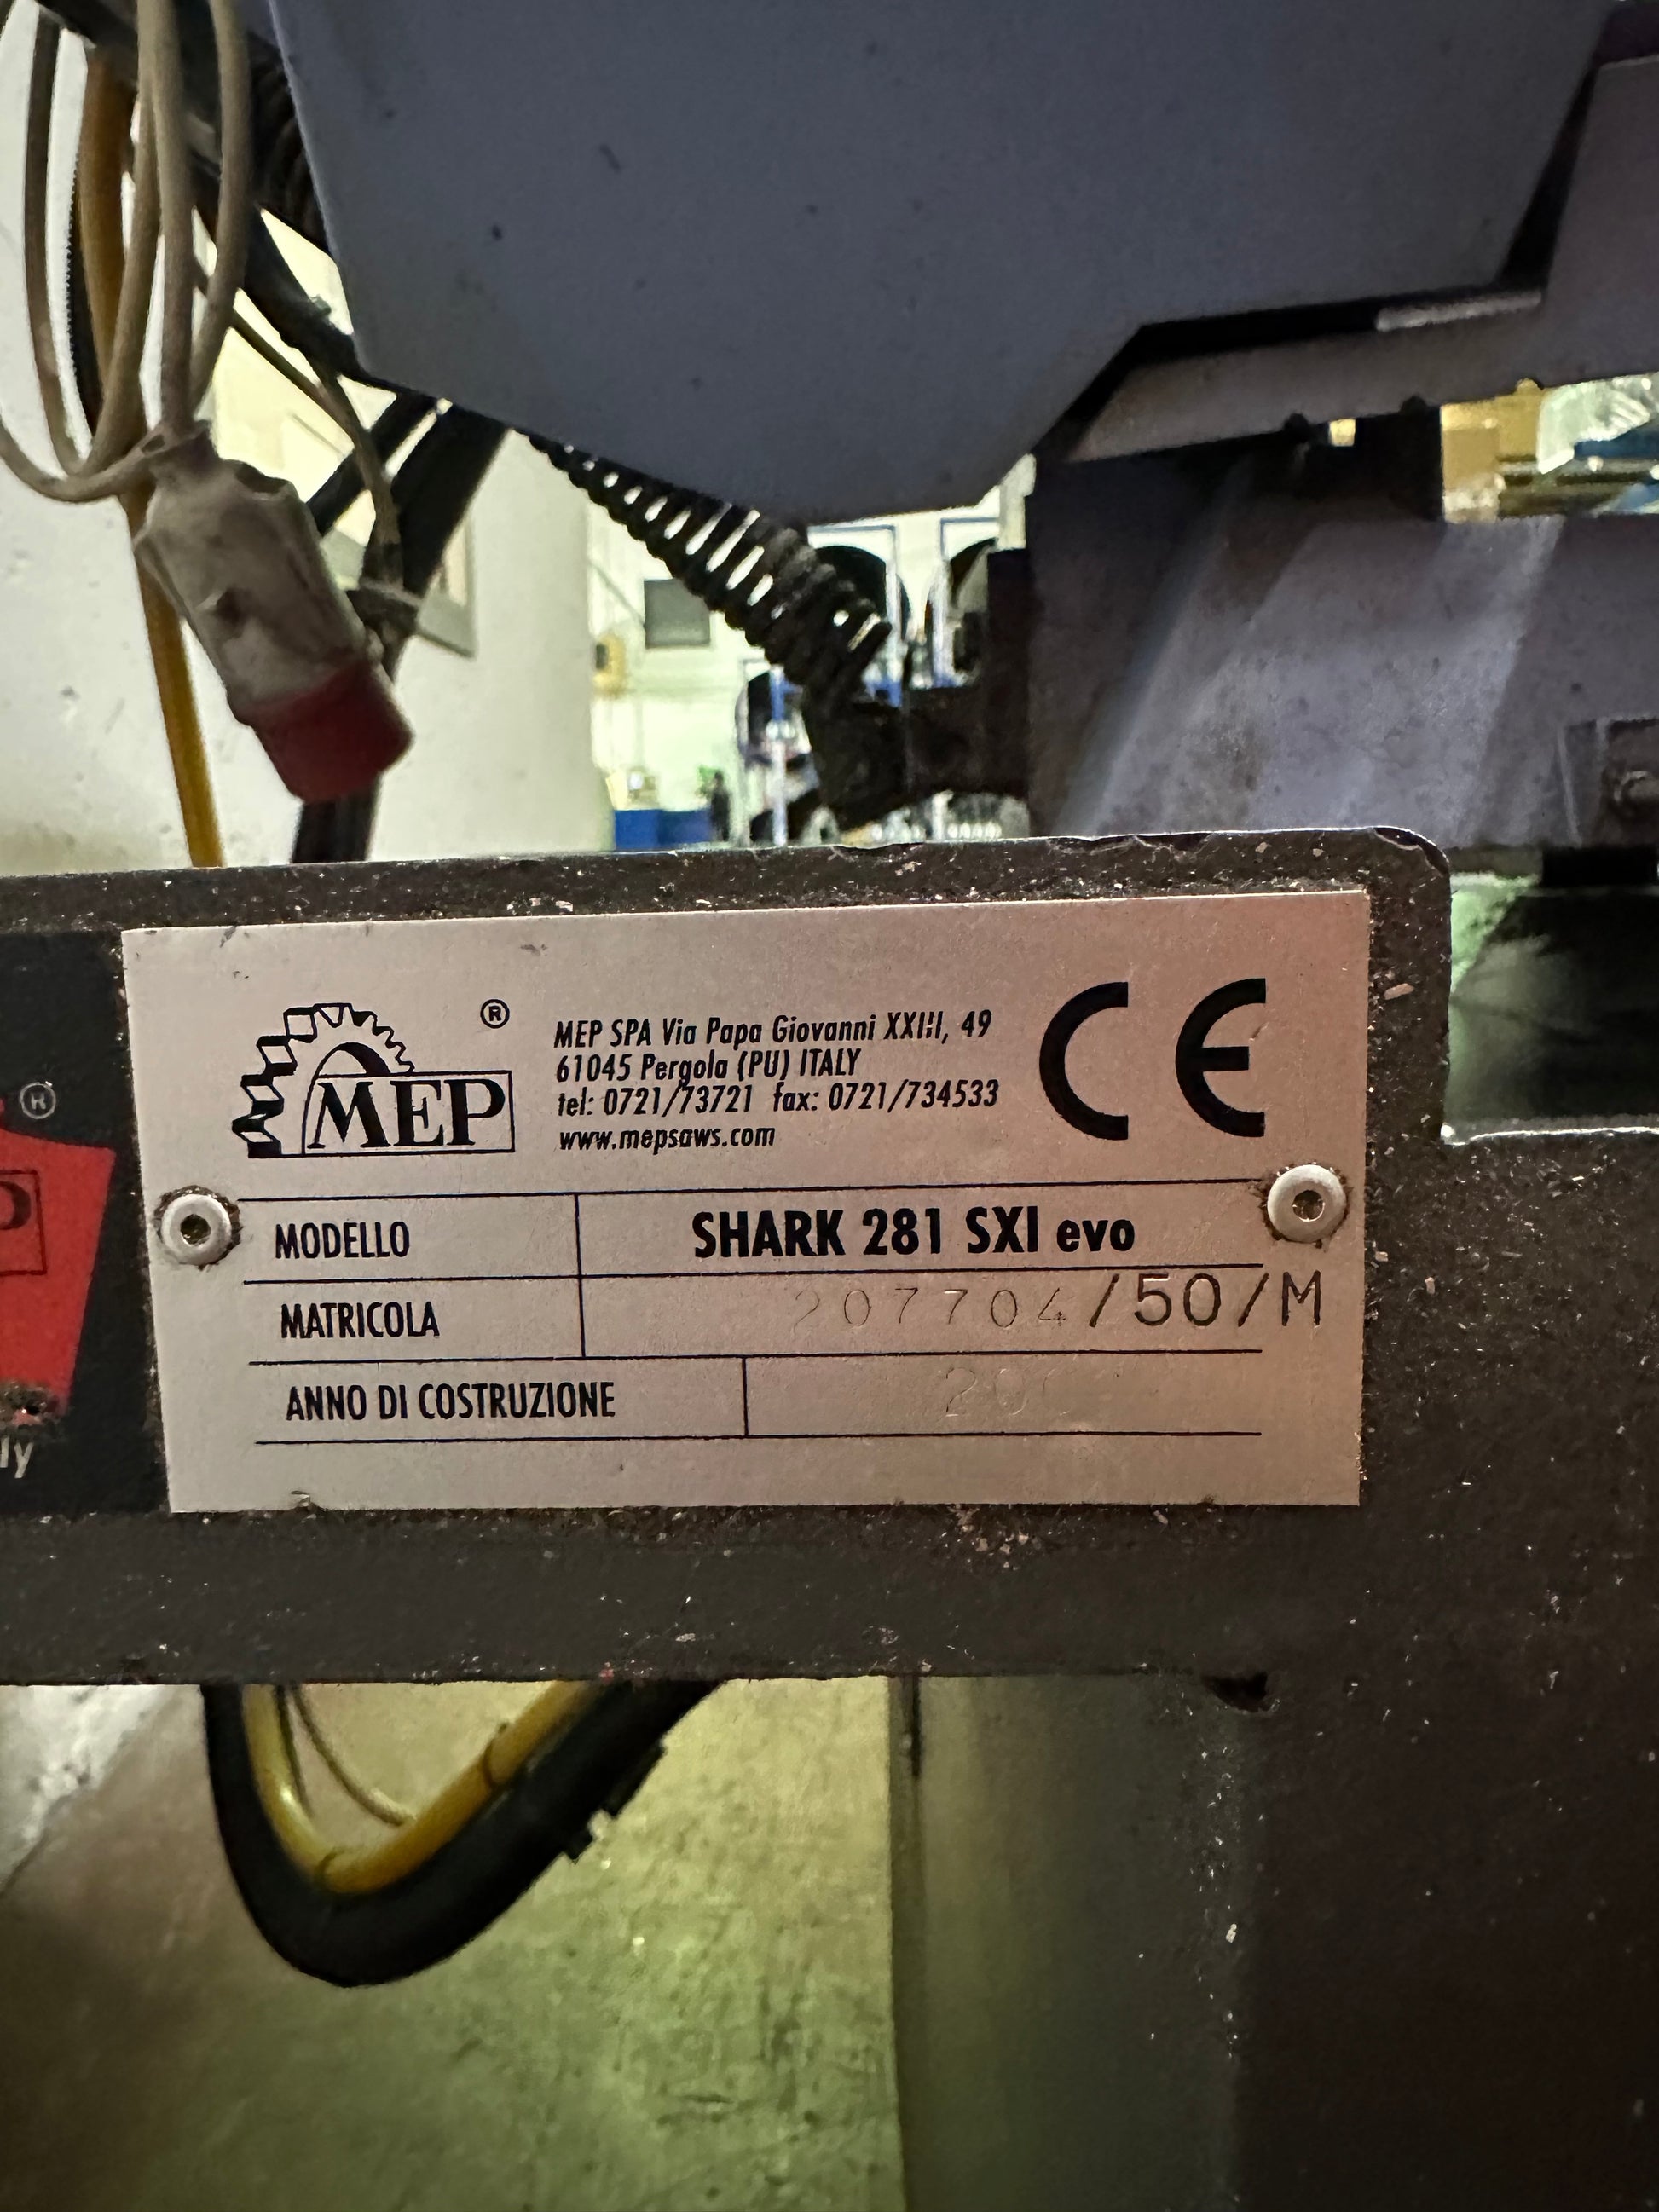 ®
MEP
MEP SPA Via Papa Giovanni XXIII, 49
61045 Pergola (PU) ITALY
tel: 0721/73721 fax: 0721/734533
www.mepsaws.com
CE
MODELLO SHARK 281 SXI evo
MATRICOLA 207704/50/M
ANNO DI COSTRUZIONE
®